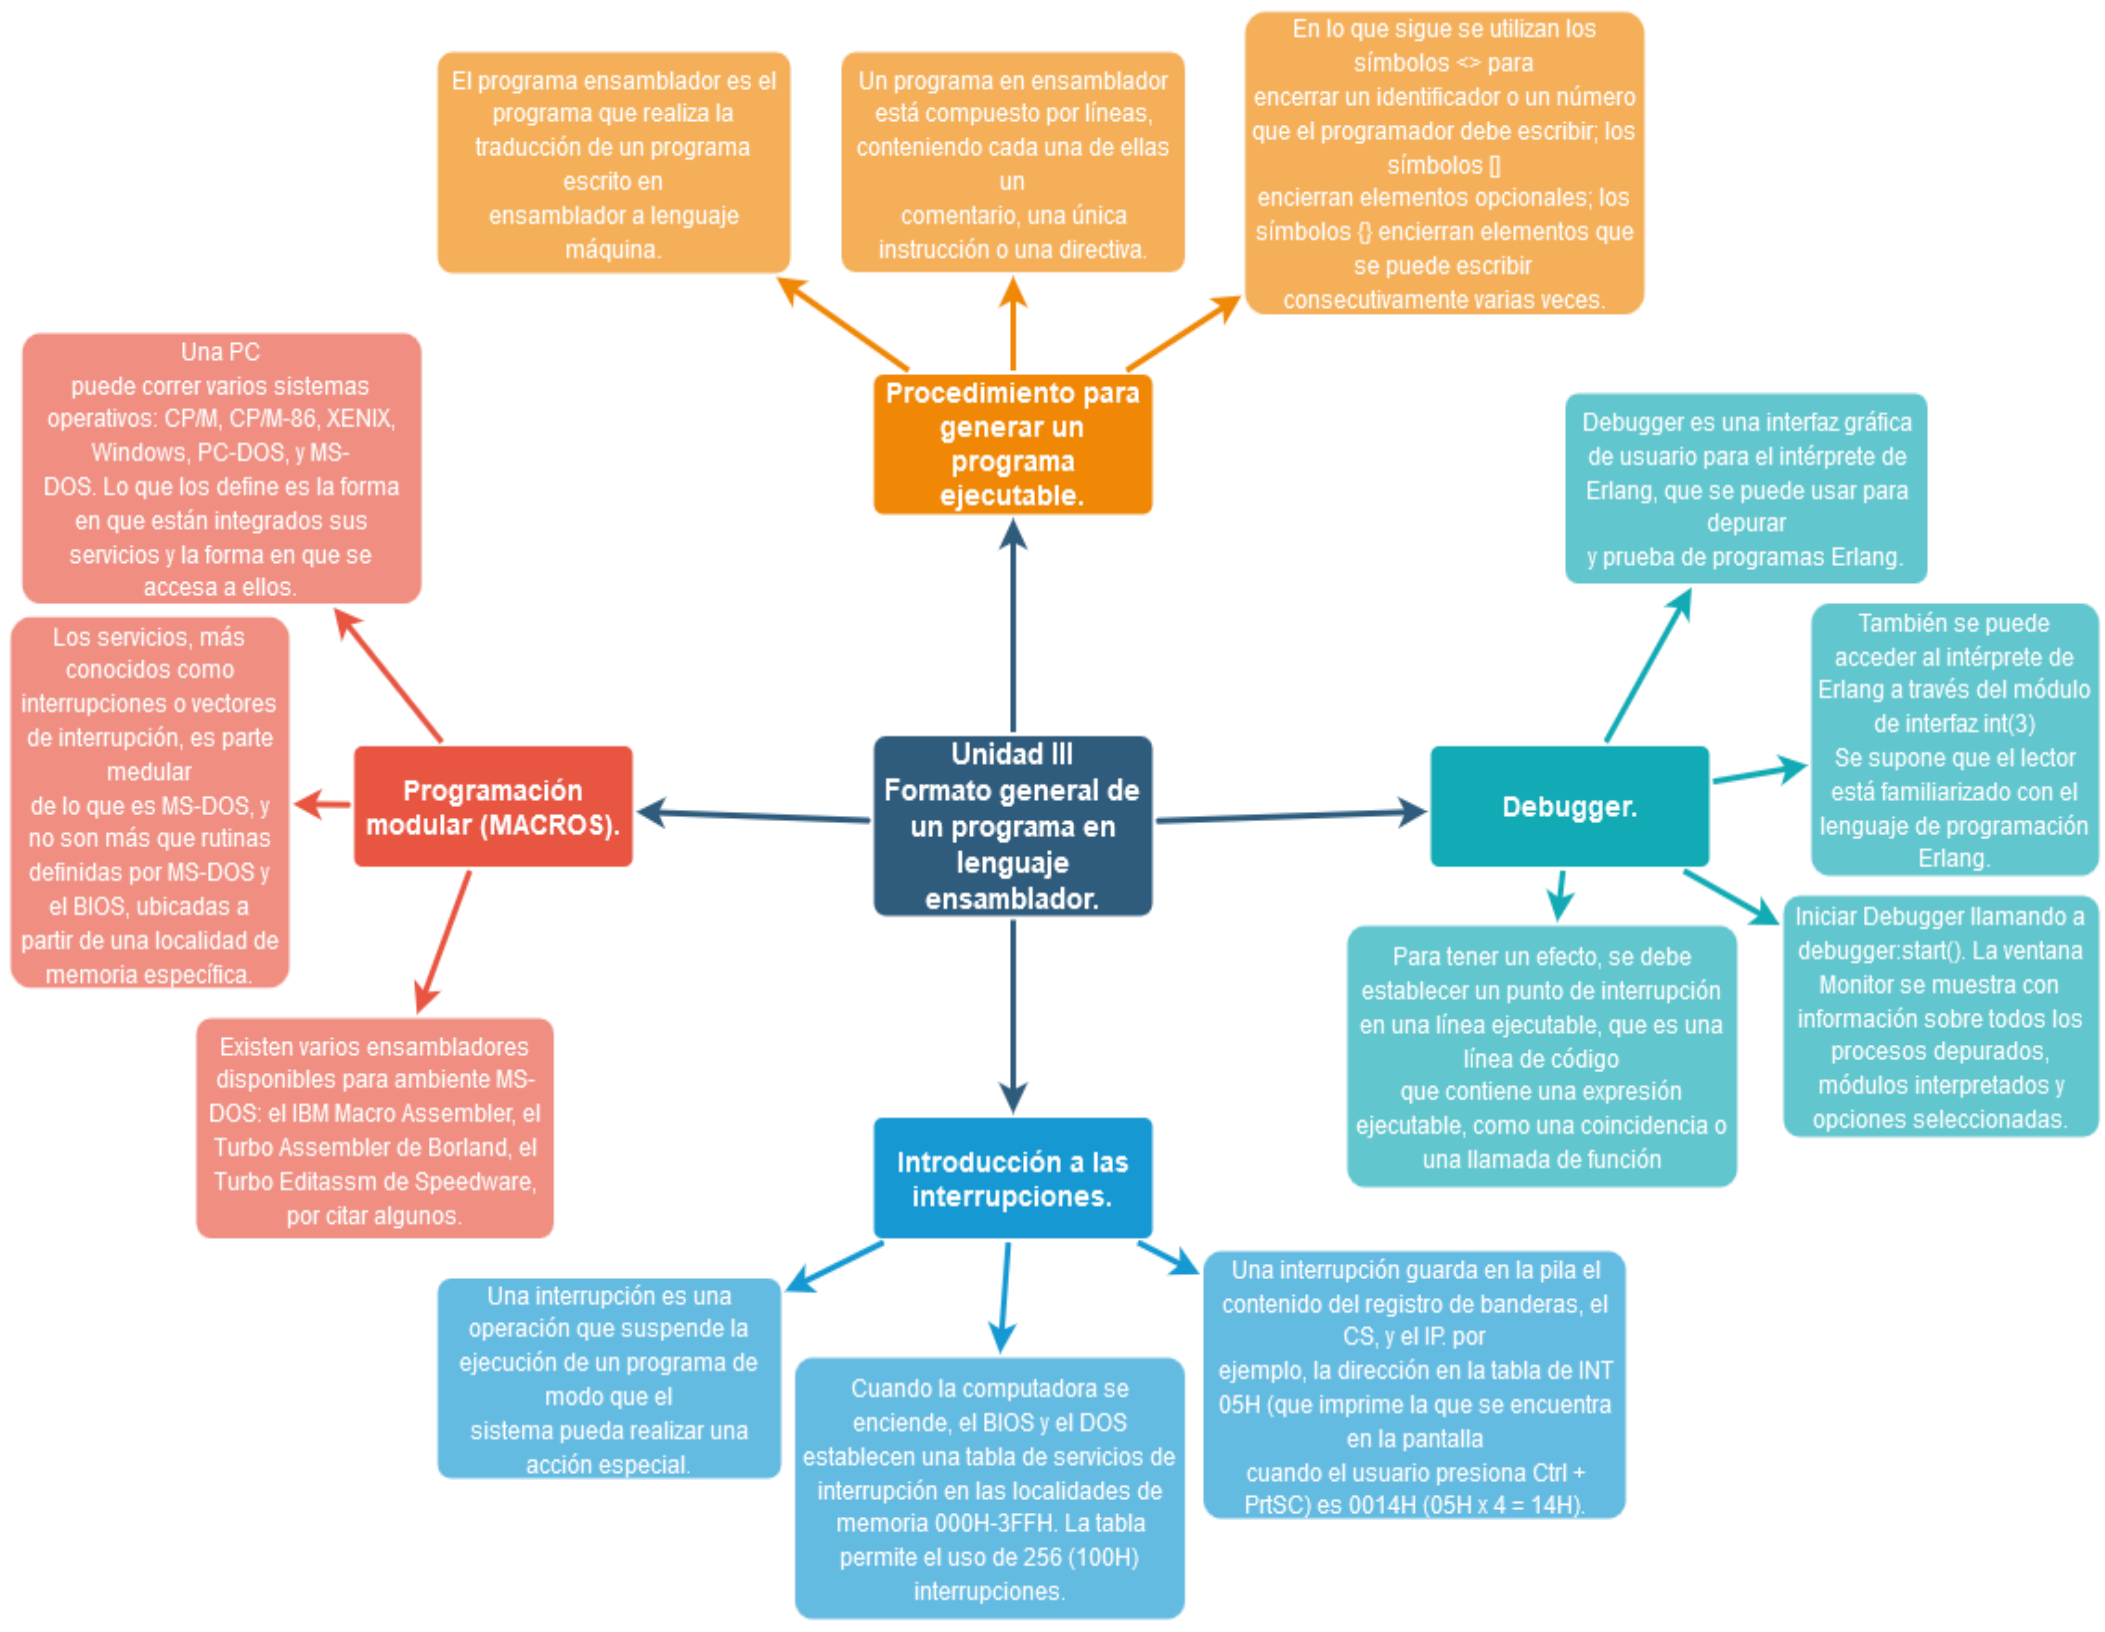 El programa ensamblador es el
programa que realiza la
traducción de un programa
escrito en
ensamblador a lenguaje
máquina.
Un programa en ensamblador
está compuesto por líneas,
conteniendo cada una de ellas
un
comentario, una única
instrucción o una directiva.
En lo que sigue se utilizan los
símbolos <> para
encerrar un identificador o un número
que el programador debe escribir; los
símbolos []
encierran elementos opcionales; los
símbolos {} encierran elementos que
se puede escribir
consecutivamente varias veces.
Procedimiento para
generar un
programa
ejecutable.
Una PC
puede correr varios sistemas
operativos: CP/M, CP/M-86, XENIX,
Windows, PC-DOS, y MS-
DOS. Lo que los define es la forma
en que están integrados sus
servicios y la forma en que se
accesa a ellos.
Los servicios, más
conocidos como
interrupciones o vectores
de interrupción, es parte
medular
de lo que es MS-DOS, y
no son más que rutinas
definidas por MS-DOS y
el BIOS, ubicadas a
partir de una localidad de
memoria específica.
Programación
modular (MACROS).
Existen varios ensambladores
disponibles para ambiente MS-
DOS: el IBM Macro Assembler, el
Turbo Assembler de Borland, el
Turbo Editassm de Speedware,
por citar algunos.
Unidad III
Formato general de
un programa en
lenguaje
ensamblador.
Debugger es una interfaz gráfica
de usuario para el intérprete de
Erlang, que se puede usar para
depurar
y prueba de programas Erlang.
También se puede
acceder al intérprete de
Erlang a través del módulo
de interfaz int(3)
Se supone que el lector
está familiarizado con el
lenguaje de programación
Erlang.
Debugger.
Iniciar Debugger llamando a
debugger:start(). La ventana
Monitor se muestra con
información sobre todos los
procesos depurados,
módulos interpretados y
opciones seleccionadas.
Para tener un efecto, se debe
establecer un punto de interrupción
en una línea ejecutable, que es una
línea de código
que contiene una expresión
ejecutable, como una coincidencia o
una llamada de función
Introducción a las
interrupciones.
Una interrupción es una
operación que suspende la
ejecución de un programa de
modo que el
sistema pueda realizar una
acción especial.
Cuando la computadora se
enciende, el BIOS y el DOS
establecen una tabla de servicios de
interrupción en las localidades de
memoria 000H-3FFH. La tabla
permite el uso de 256 (100H)
interrupciones.
Una interrupción guarda en la pila el
contenido del registro de banderas, el
CS, y el IP. por
ejemplo, la dirección en la tabla de INT
05H (que imprime la que se encuentra
en la pantalla
cuando el usuario presiona Ctrl +
PrtSC) es 0014H (05H x 4 = 14H).